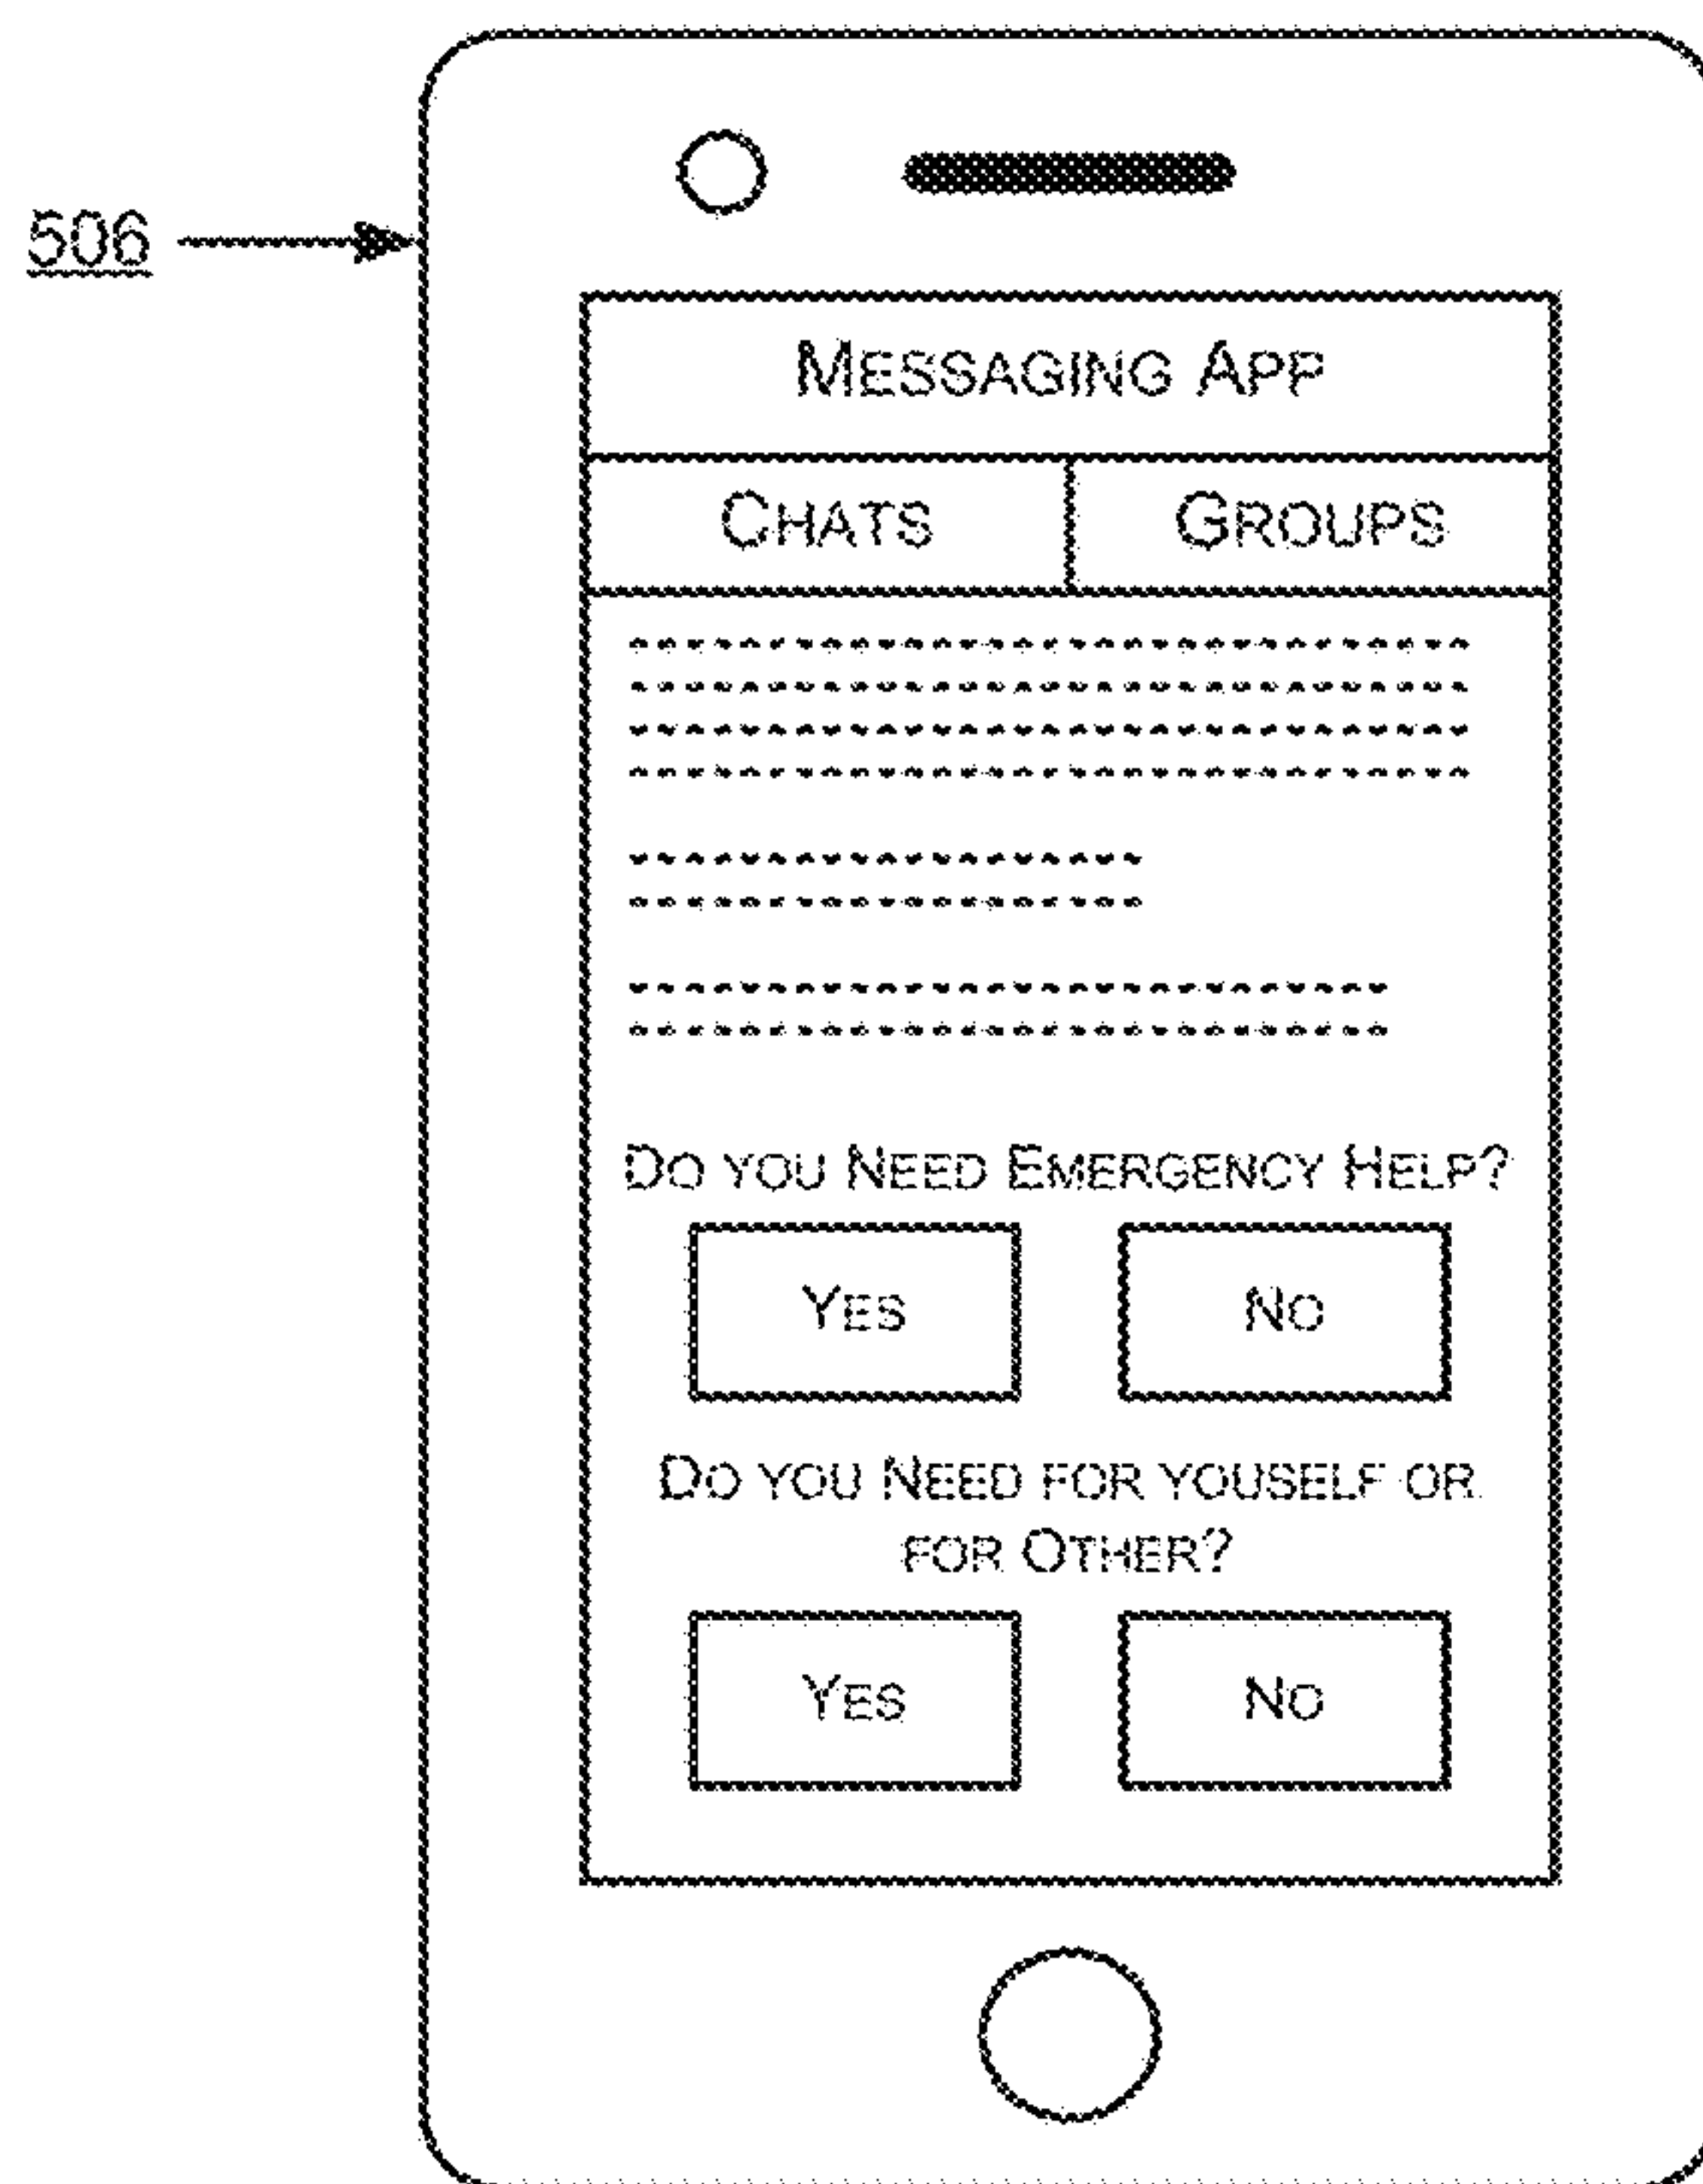 506
MESSAGING APP
CHATS GROUPS
DO YOU NEED EMERGENCY HELP?
YES NO
DO YOU NEED FOR YOUSELF OR
FOR OTHER?
YES NO